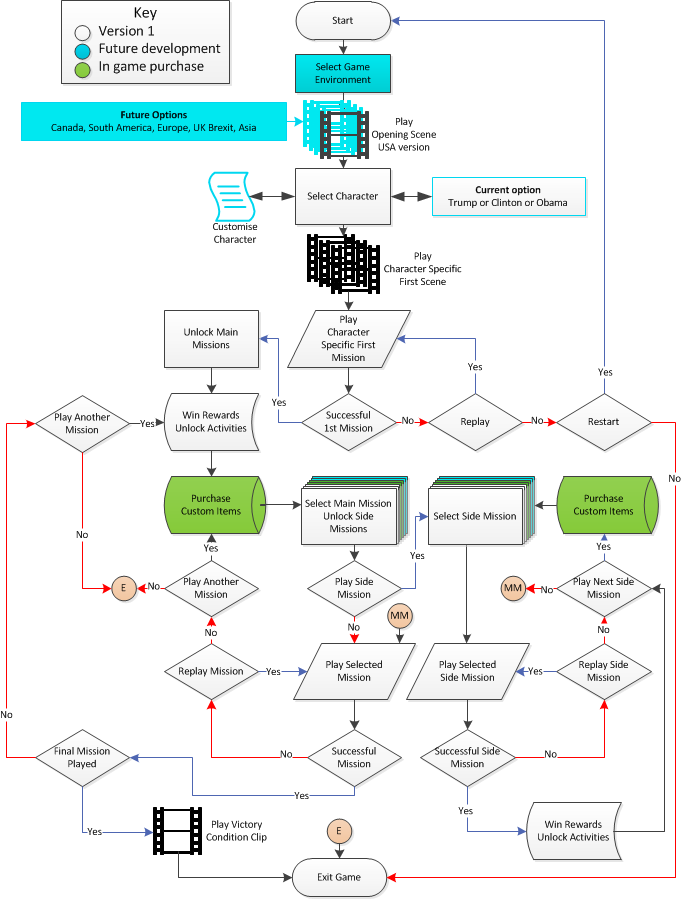 Key
Version 1
Future development
In game purchase
Start
Select Game
Environment
Future Options
Canada, South America, Europe, UK Brexit, Asia
Play
Opening Scene
USA version
Select Character
Current option
Trump or Clinton or Obama
Customise
Character
Play
Character Specific
First Scene
Unlock Main
Missions
Play
Character
Specific First
Mission
Yes
Yes
Yes
Play Another
Mission
Yes
Win Rewards
Unlock Activities
Successful
1st Mission
No
Replay
No
Restart
No
Purchase
Custom Items
Select Main Mission
Unlock Side
Missions
Select Side Mission
Purchase
Custom Items
No
Yes
Yes
Yes
E
No
Play Another
Mission
Play Side
Mission
MM
No
Play Next Side
Mission
MM
No
No
No
Replay Mission
Yes
Play Selected
Mission
Play Selected
Side Mission
Yes
Replay Side
Mission
No
Final Mission
Played
No
Successful
Mission
Successful Side
Mission
No
Yes
Yes
Yes
Play Victory
Condition Clip
E
Win Rewards
Unlock Activities
Exit Game